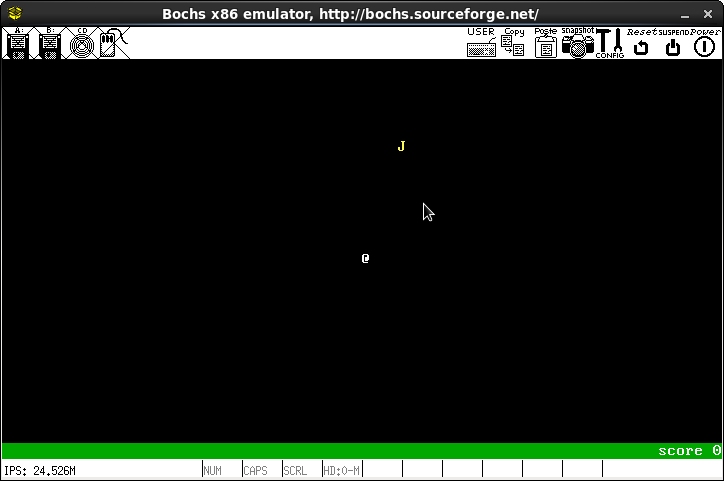 Bochs x86 emulator, http://bochs.sourceforge.net/
A: B: CD USER Copy Paste snapshot CONFIG Reset SUSPEND Power
J
@
score 0
IPS: 24.526M NUM CAPS SCRL HD:0-M